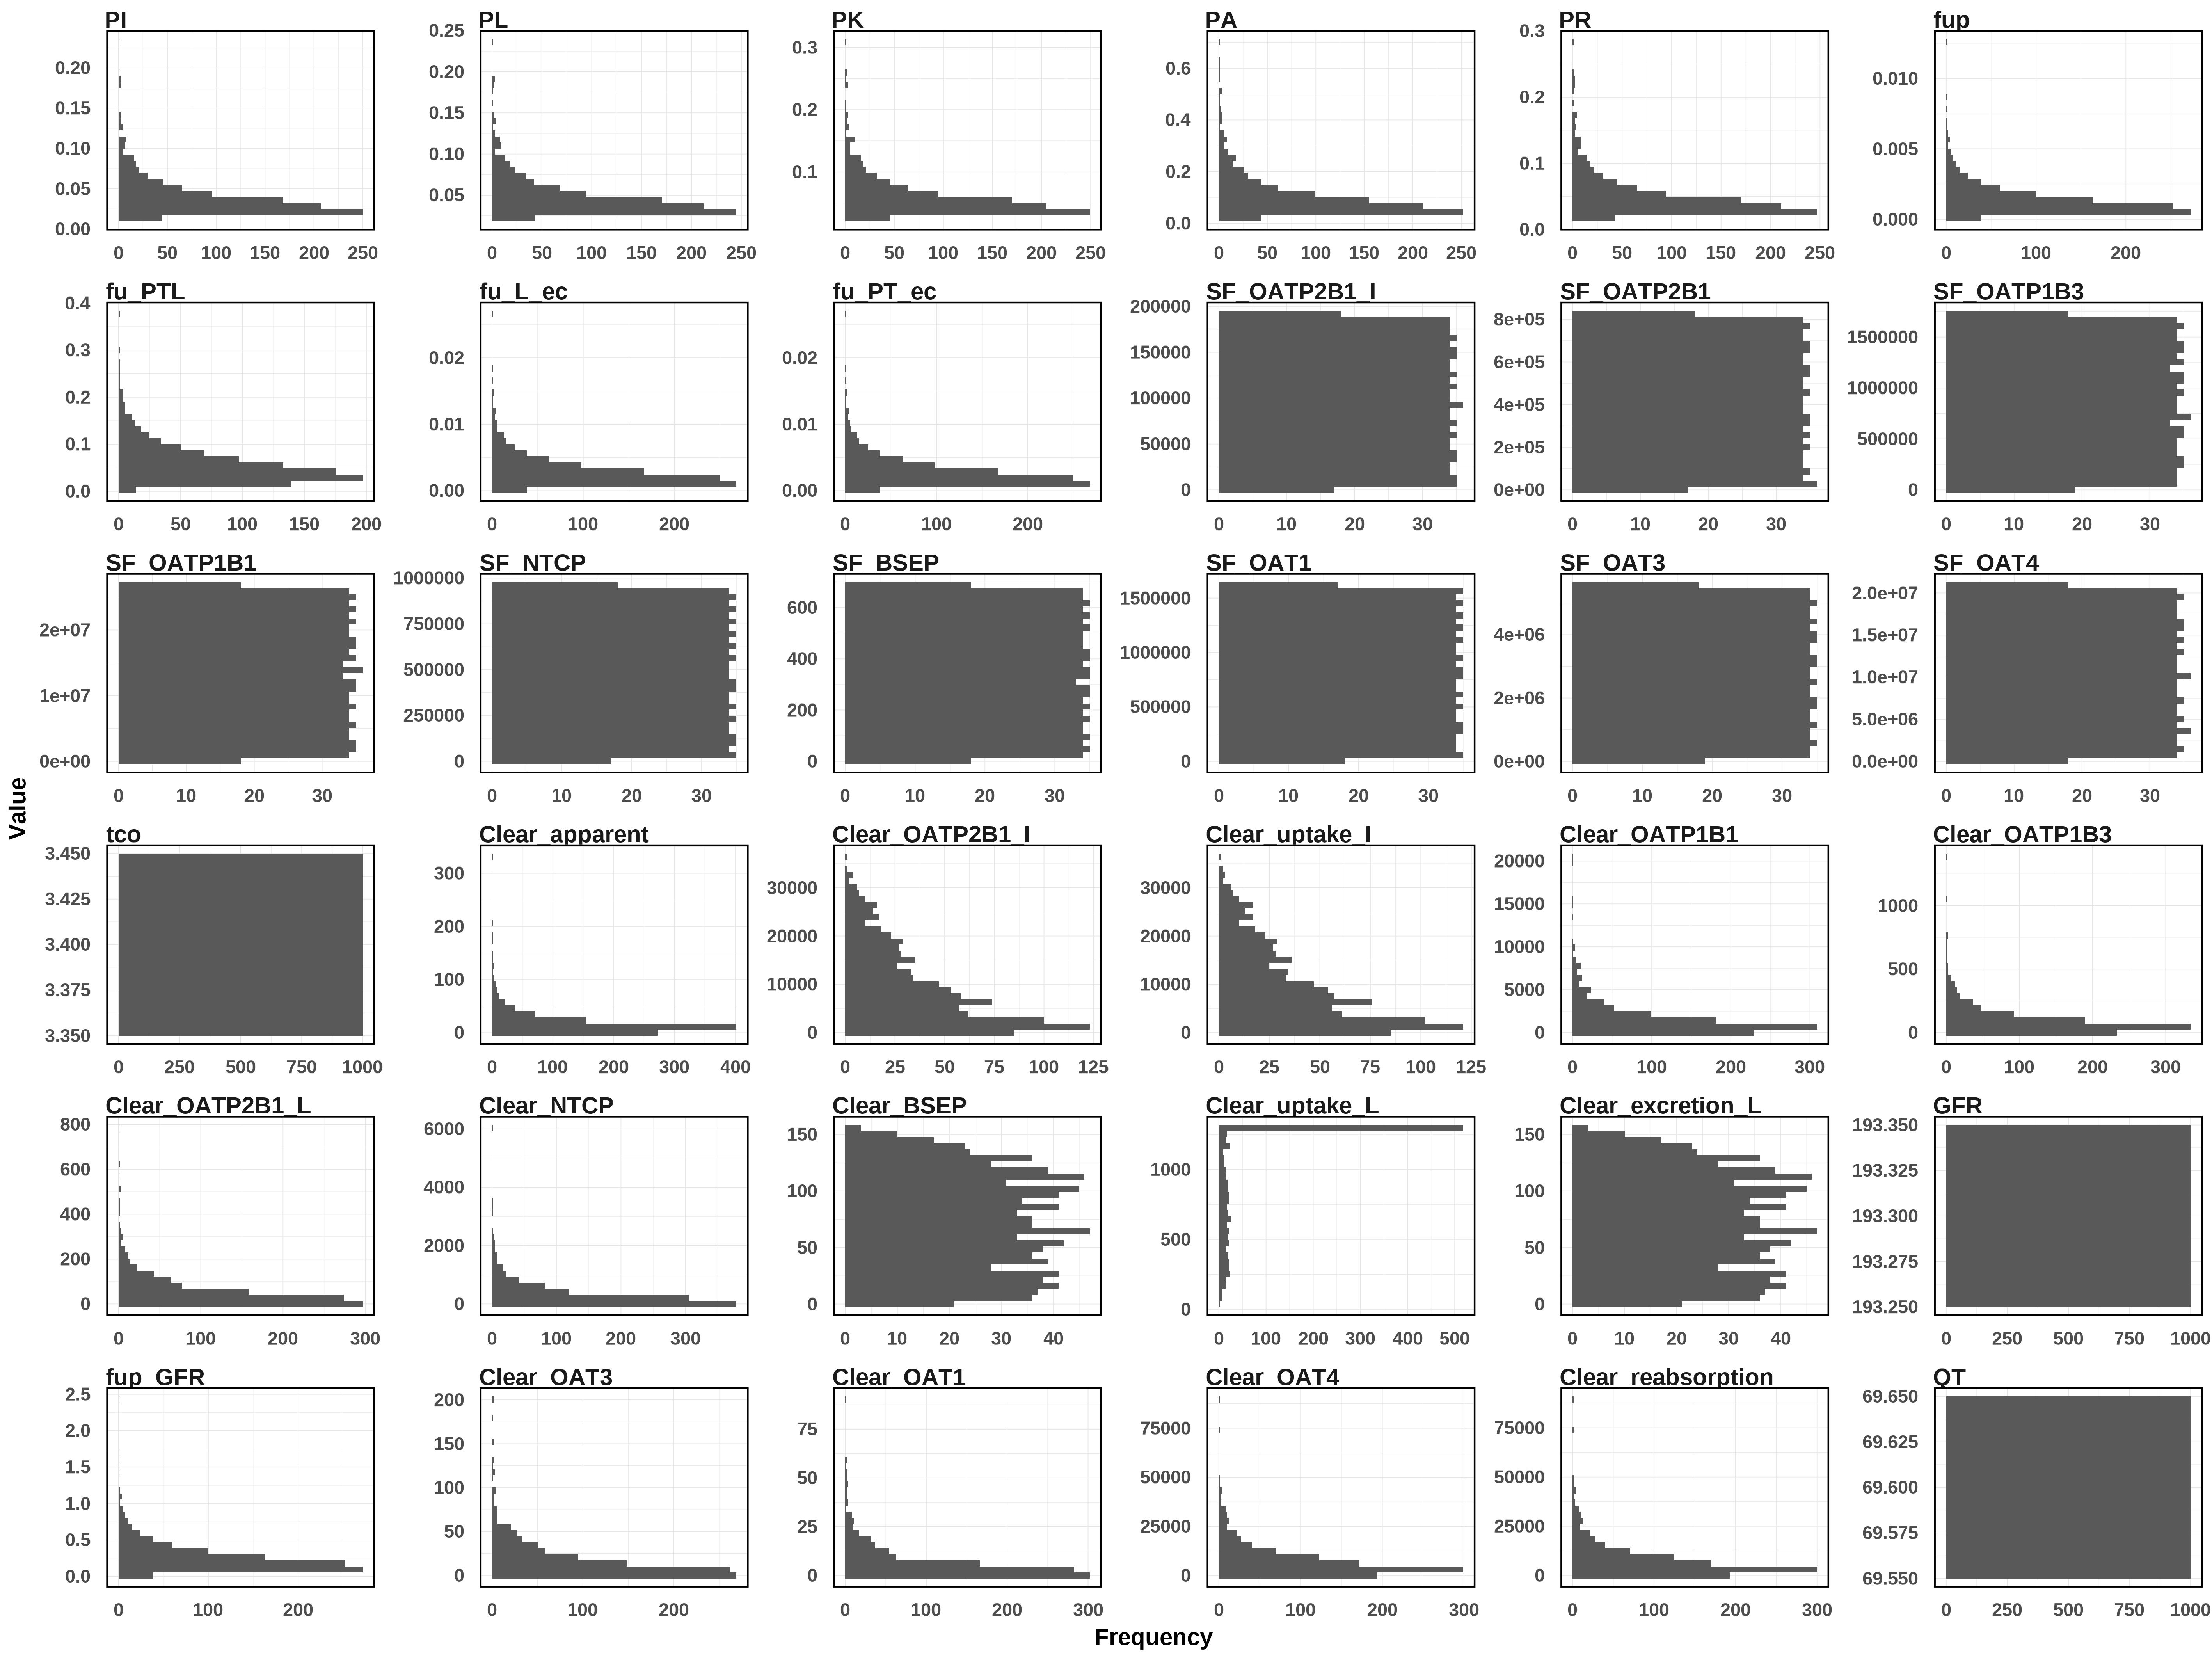 PI PL PK PA PR fup
0.20 0.15 0.10 0.05 0.00
0.25 0.20 0.15 0.10 0.05
0.3 0.2 0.1
0.6 0.4 0.2 0.0
0.3 0.2 0.1 0.0
0.010 0.005 0.000
0 50 100 150 200 250
0 50 100 150 200 250
0 50 100 150 200 250
0 50 100 150 200 250
0 50 100 150 200 250
0 100 200
fu_PTL fu_L_ec fu_PT_ec SF_OATP2B1_I SF_OATP2B1 SF_OATP1B3
0.4 0.3 0.2 0.1 0.0
0.02 0.01 0.00
0.02 0.01 0.00
200000 150000 100000 50000 0
8e+05 6e+05 4e+05 2e+05 0e+00
1500000 1000000 500000 0
0 50 100 150 200
0 100 200
0 100 200
0 10 20 30
0 10 20 30
0 10 20 30
SF_OATP1B1 SF_NTCP SF_BSEP SF_OAT1 SF_OAT3 SF_OAT4
2e+07 1e+07 0e+00
1000000 750000 500000 250000 0
600 400 200 0
1500000 1000000 500000 0
4e+06 2e+06 0e+00
2.0e+07 1.5e+07 1.0e+07 5.0e+06 0.0e+00
0 10 20 30
0 10 20 30
0 10 20 30
0 10 20 30
0 10 20 30
0 10 20 30
Value
tco Clear_apparent Clear_OATP2B1_I Clear_uptake_I Clear_OATP1B1 Clear_OATP1B3
3.450 3.425 3.400 3.375 3.350
300 200 100 0
30000 20000 10000 0
30000 20000 10000 0
20000 15000 10000 5000 0
1000 500 0
0 250 500 750 1000
0 100 200 300 400
0 25 50 75 100 125
0 25 50 75 100 125
0 100 200 300
0 100 200 300
Clear_OATP2B1_L Clear_NTCP Clear_BSEP Clear_uptake_L Clear_excretion_L GFR
800 600 400 200 0
6000 4000 2000 0
150 100 50 0
1000 500 0
150 100 50 0
193.350 193.325 193.300 193.275 193.250
0 100 200 300
0 100 200 300
0 10 20 30 40
0 100 200 300 400 500
0 10 20 30 40
0 250 500 750 1000
fup_GFR Clear_OAT3 Clear_OAT1 Clear_OAT4 Clear_reabsorption QT
2.5 2.0 1.5 1.0 0.5 0.0
200 150 100 50 0
75 50 25 0
75000 50000 25000 0
75000 50000 25000 0
69.650 69.625 69.600 69.575 69.550
0 100 200
0 100 200
0 100 200 300
0 100 200 300
0 100 200 300
0 250 500 750 1000
Frequency